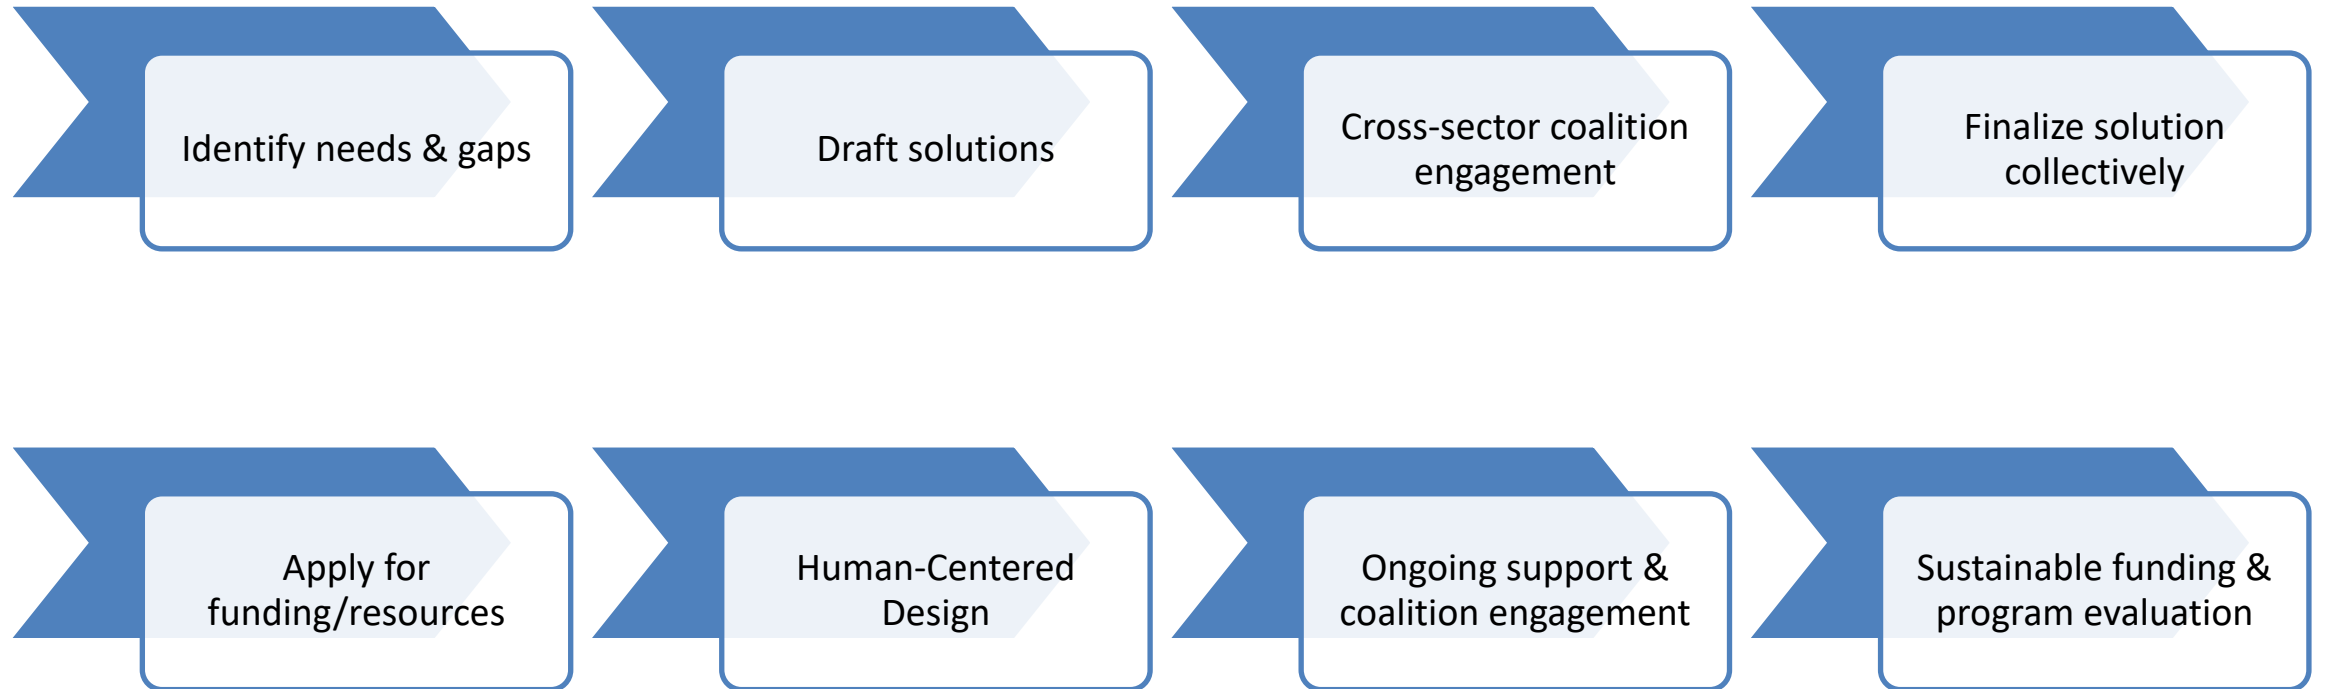 Identify needs & gaps
Draft solutions
Cross-sector coalition
engagement
Finalize solution
collectively
Apply for
funding/resources
Human-Centered
Design
Ongoing support &
coalition engagement
Sustainable funding &
program evaluation